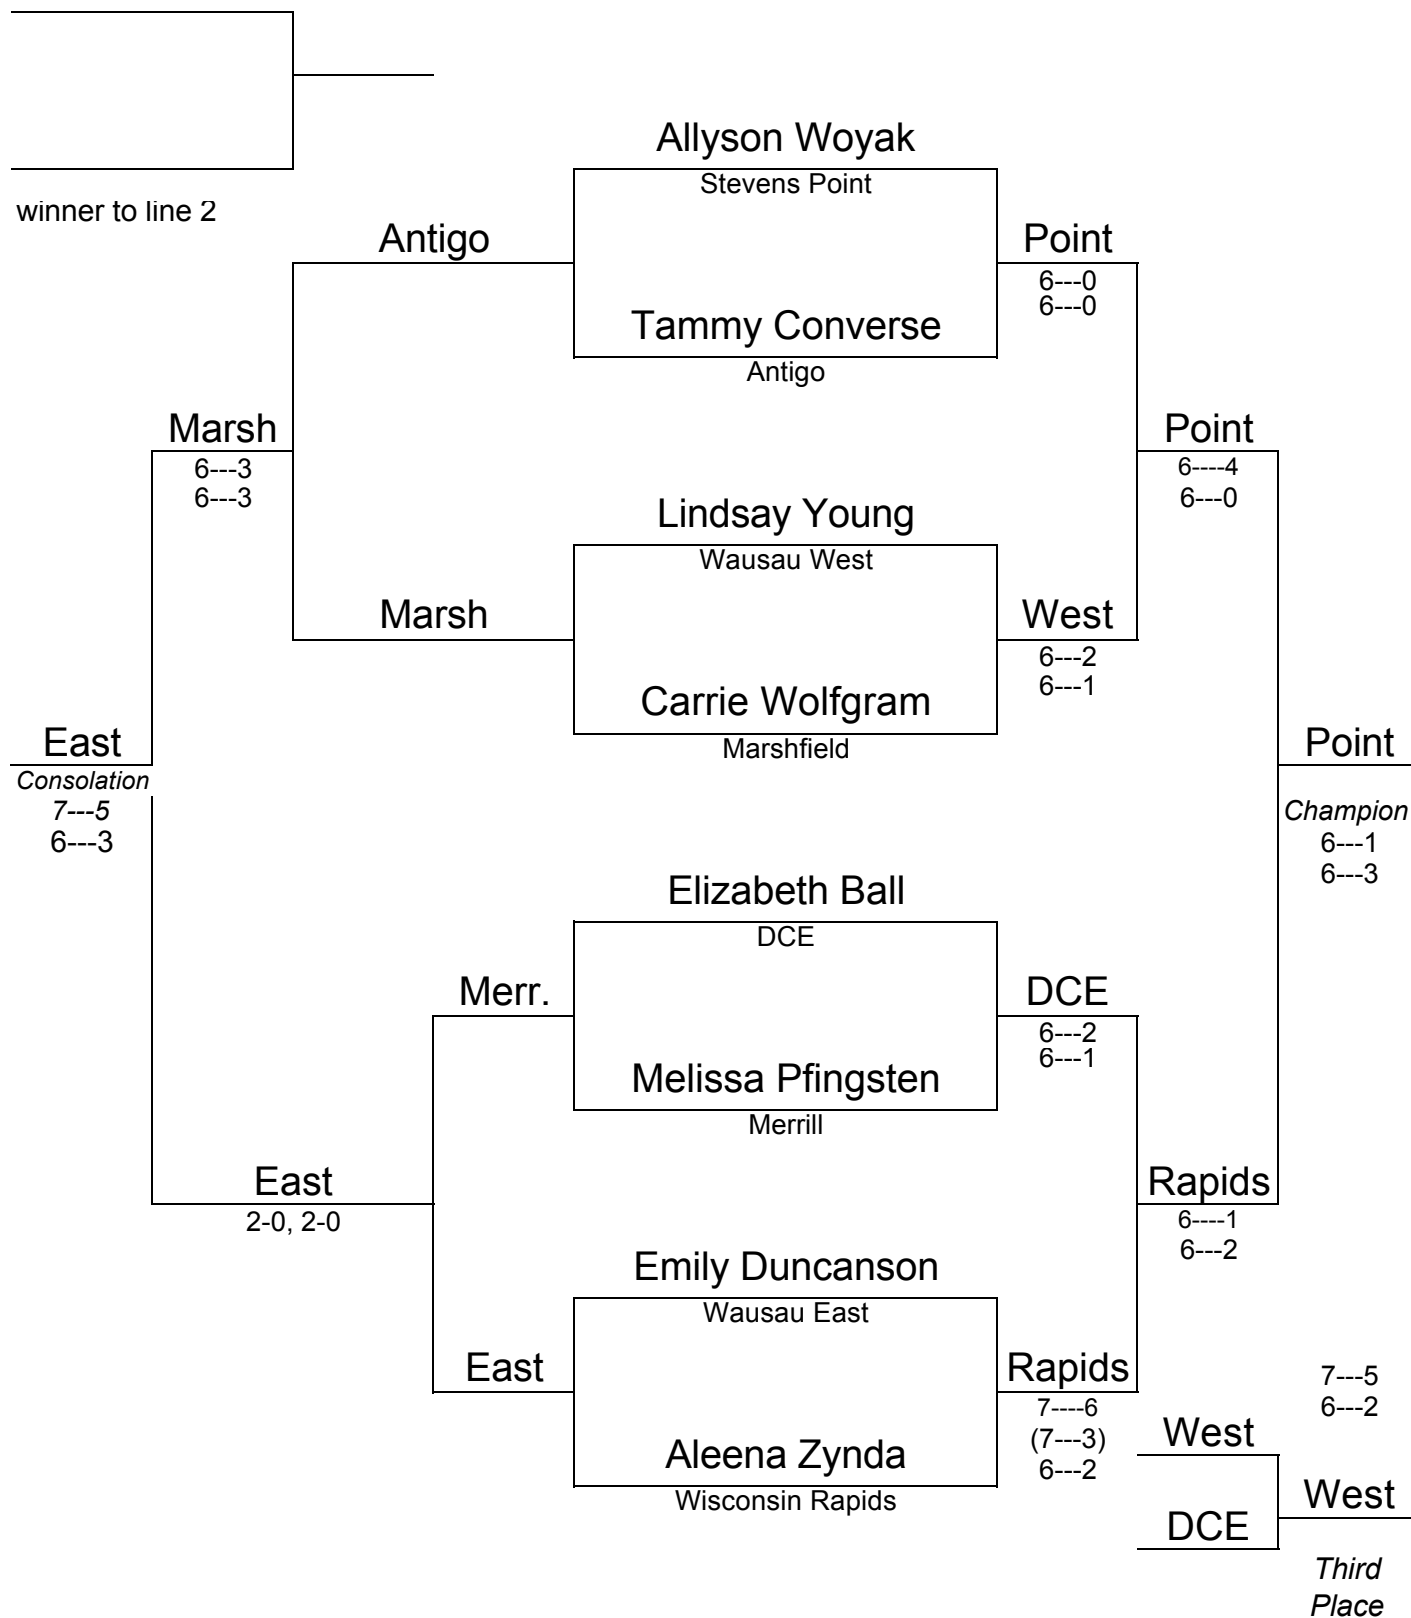 winner to line 2
Allyson Woyak
Stevens Point
Antigo
Point
6---0
6---0
Tammy Converse
Antigo
Marsh
6---3
6---3
Point
6----4
6---0
Lindsay Young
Wausau West
Marsh
West
6---2
6---1
Carrie Wolfgram
Marshfield
East
Consolation
7---5
6---3
Point
Champion
6---1
6---3
Elizabeth Ball
DCE
Merr.
DCE
6---2
6---1
Melissa Pfingsten
Merrill
East
2-0, 2-0
Rapids
6----1
6---2
Emily Duncanson
Wausau East
East
Rapids
7----6
(7---3)
6---2
Aleena Zynda
Wisconsin Rapids
7---5
6---2
West
West
DCE
Third
Place